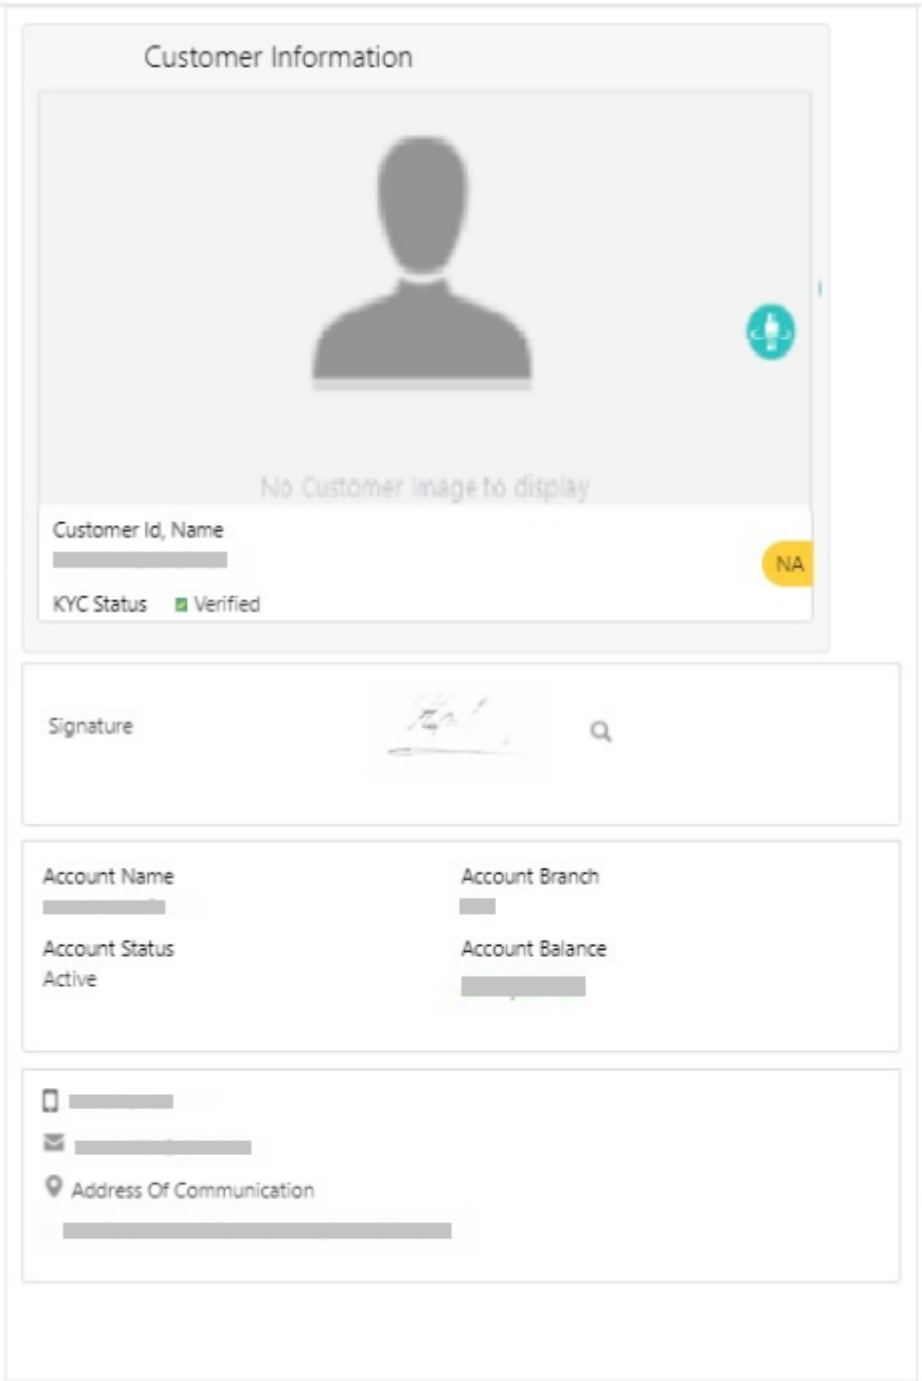 Customer Information
No Customer Image to display
Customer Id, Name
NA
KYC Status Verified
Signature
Account Name Account Branch
Account Status Account Balance
Active
Address Of Communication